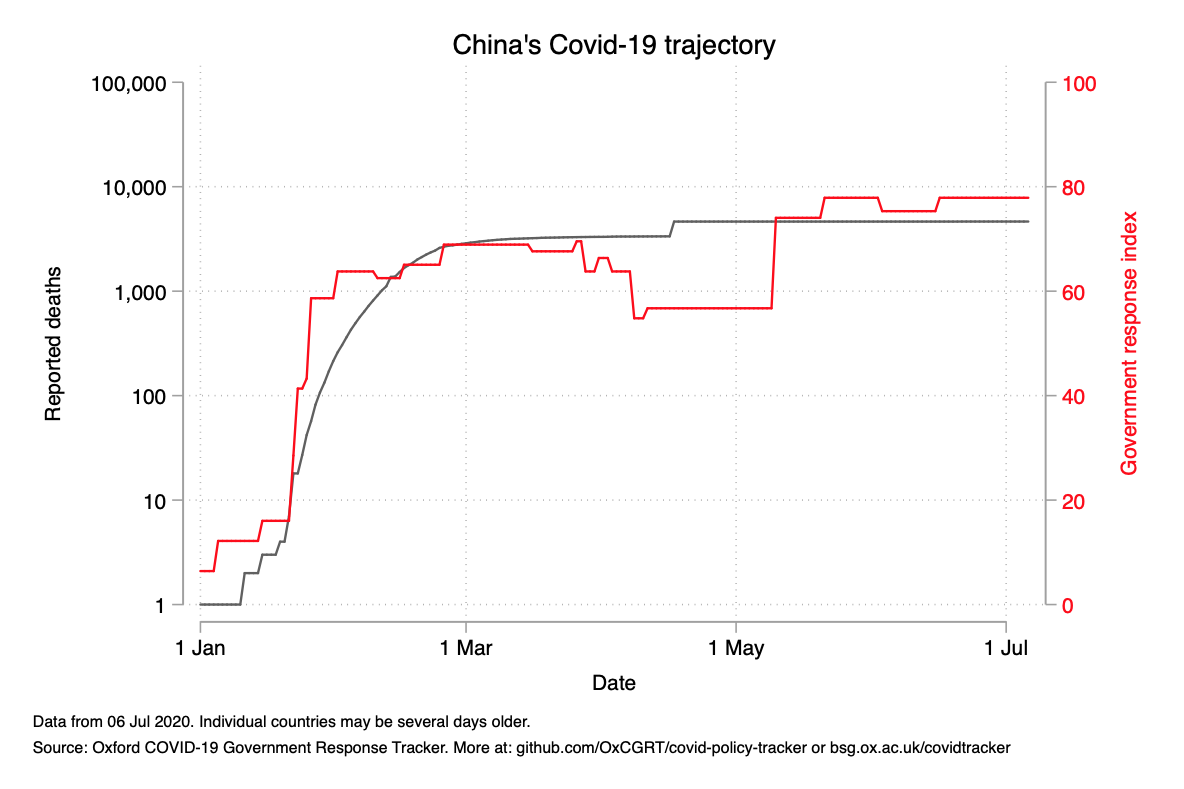 China's Covid-19 trajectory
100,000
10,000
1,000
100
10
1
Reported deaths
100
80
60
40
20
0
Government response index
1 Jan
1 Mar
1 May
1 Jul
Date
Data from 06 Jul 2020. Individual countries may be several days older.
Source: Oxford COVID-19 Government Response Tracker. More at: github.com/OxCGRT/covid-policy-tracker or bsg.ox.ac.uk/covidtracker